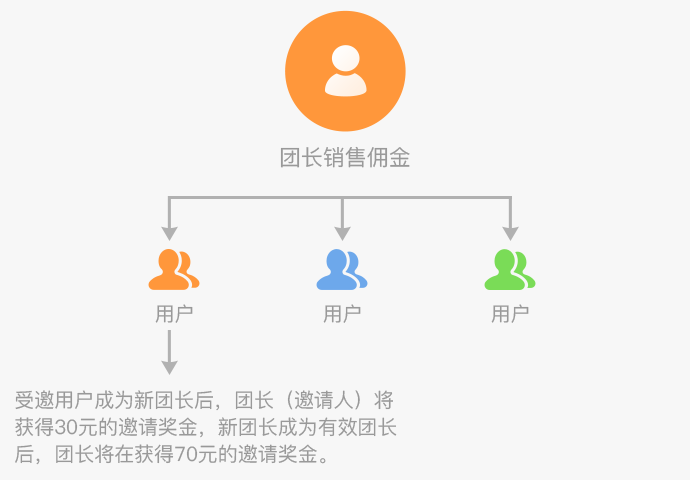 团长销售佣金
用户
用户
用户
受邀用户成为新团长后，团长（邀请人）将
获得30元的邀请奖金，新团长成为有效团长
后，团长将在获得70元的邀请奖金。